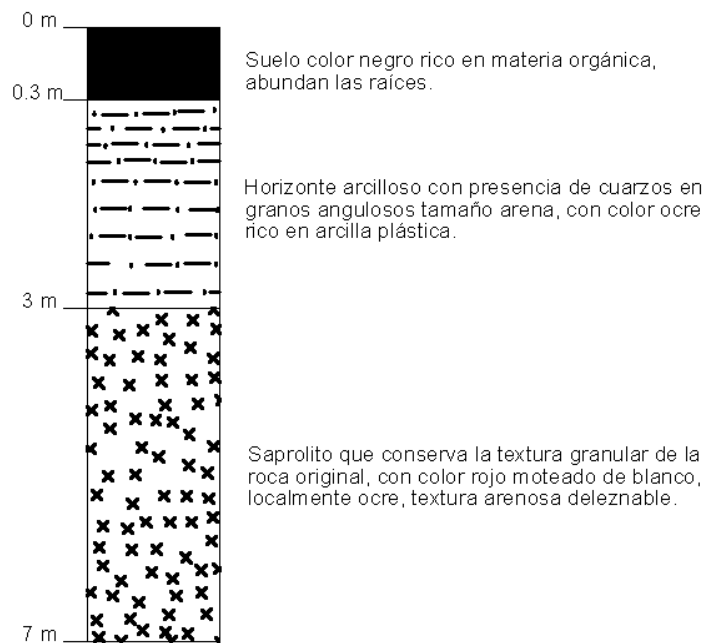 0 m
Suelo color negro rico en materia orgánica,
abundan las raíces.
0.3 m
Horizonte arcilloso con presencia de cuarzos en
granos angulosos tamaño arena, con color ocre
rico en arcilla plástica.
3 m
Saprolito que conserva la textura granular de la
roca original, con color rojo moteado de blanco,
localmente ocre, textura arenosa deleznable.
7 m